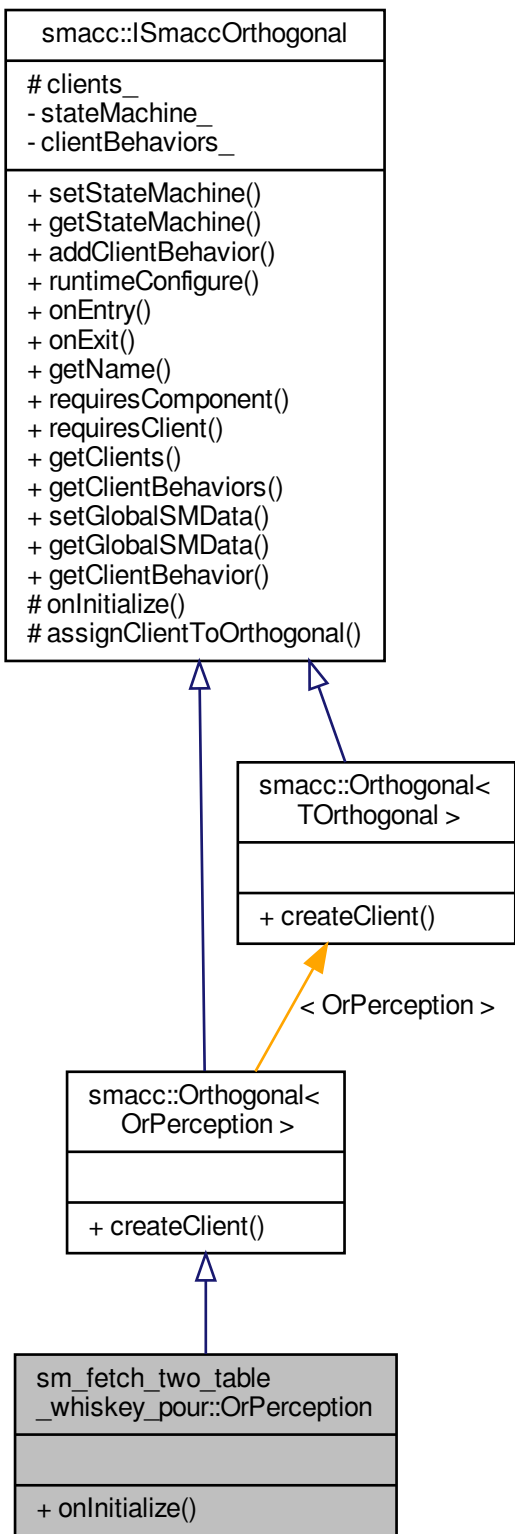 smacc::ISmaccOrthogonal
# clients_
- stateMachine_
- clientBehaviors_
+ setStateMachine()
+ getStateMachine()
+ addClientBehavior()
+ runtimeConfigure()
+ onEntry()
+ onExit()
+ getName()
+ requiresComponent()
+ requiresClient()
+ getClients()
+ getClientBehaviors()
+ setGlobalSMData()
+ getGlobalSMData()
+ getClientBehavior()
# onInitialize()
# assignClientToOrthogonal()
smacc::Orthogonal<
TOrthogonal >
+ createClient()
< OrPerception >
smacc::Orthogonal<
OrPerception >
+ createClient()
sm_fetch_two_table
_whiskey_pour::OrPerception
+ onInitialize()